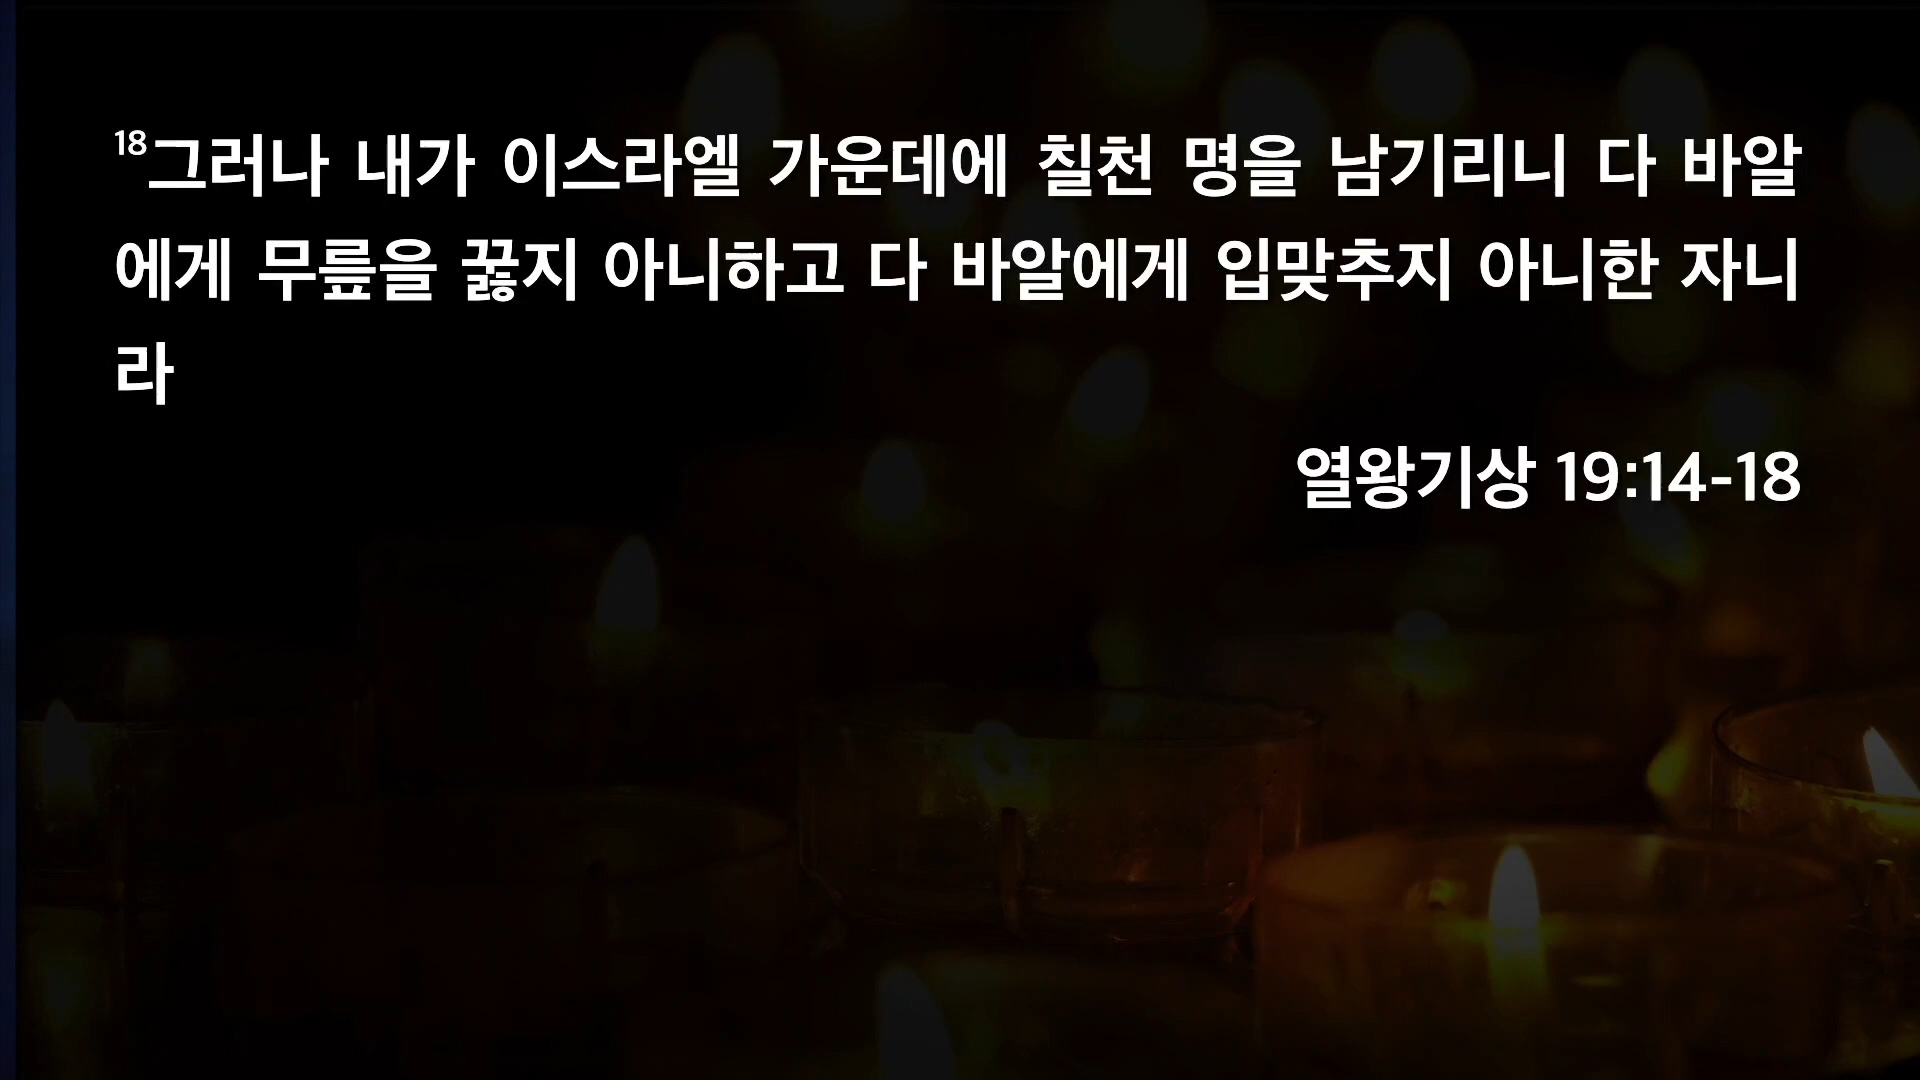 18그러나 내가 이스라엘 가운데에 칠천 명을 남기리니 다 바알
에게 무릎을 꿇지 아니하고 다 바알에게 입맞추지 아니한 자니
라
열왕기상 19:14-18